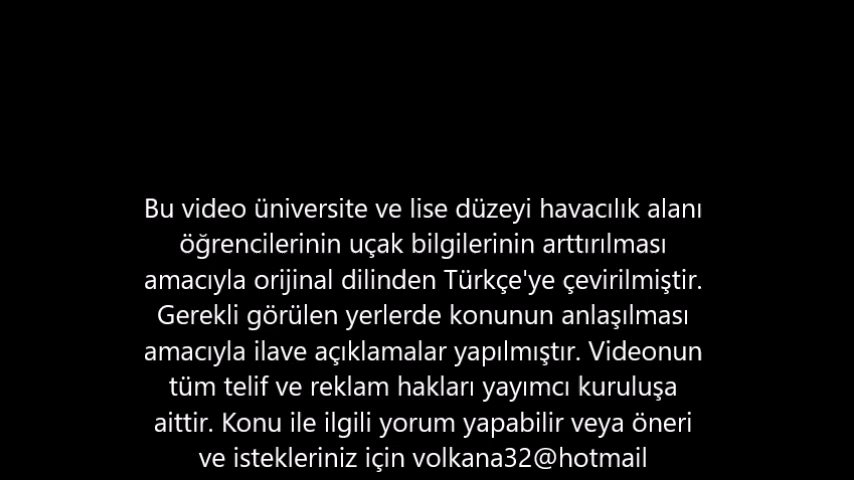 Bu video üniversite ve lise düzeyi havacılık alanı
öğrencilerinin uçak bilgilerinin arttırılması
amacıyla orijinal dilinden Türkçe'ye çevirilmiştir.
Gerekli görülen yerlerde konunun anlaşılması
amacıyla ilave açıklamalar yapılmıştır. Videonun
tüm telif ve reklam hakları yayımcı kuruluşa
aittir. Konu ile ilgili yorum yapabilir veya öneri
ve istekleriniz için volkana32@hotmail